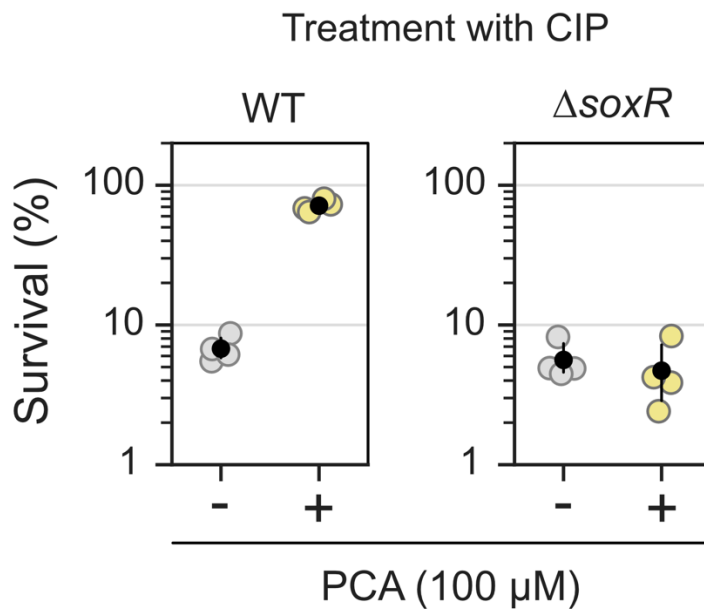 Treatment with CIP
WT
ΔsoxR
Survival (%)
100
10
1
100
10
1
- +
- +
PCA (100 µM)